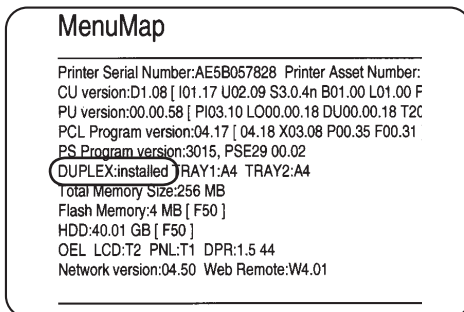 MenuMap
Printer Serial Number:AE5B057828 Printer Asset Number:
CU version:D1.08 [ I01.17 U02.09 S3.0.4n B01.00 L01.00 F
PU version:00.00.58 [ PI03.10 LO00.00.18 DU00.00.18 T2C
PCL Program version:04.17 [ 04.18 X03.08 P00.35 F00.31
PS Program version:3015, PSE29 00.02
DUPLEX:installed TRAY1:A4 TRAY2:A4
Total Memory Size:256 MB
Flash Memory:4 MB [ F50 ]
HDD:40.01 GB [ F50 ]
OEL LCD:T2 PNL:T1 DPR:1.5 44
Network version:04.50 Web Remote:W4.01